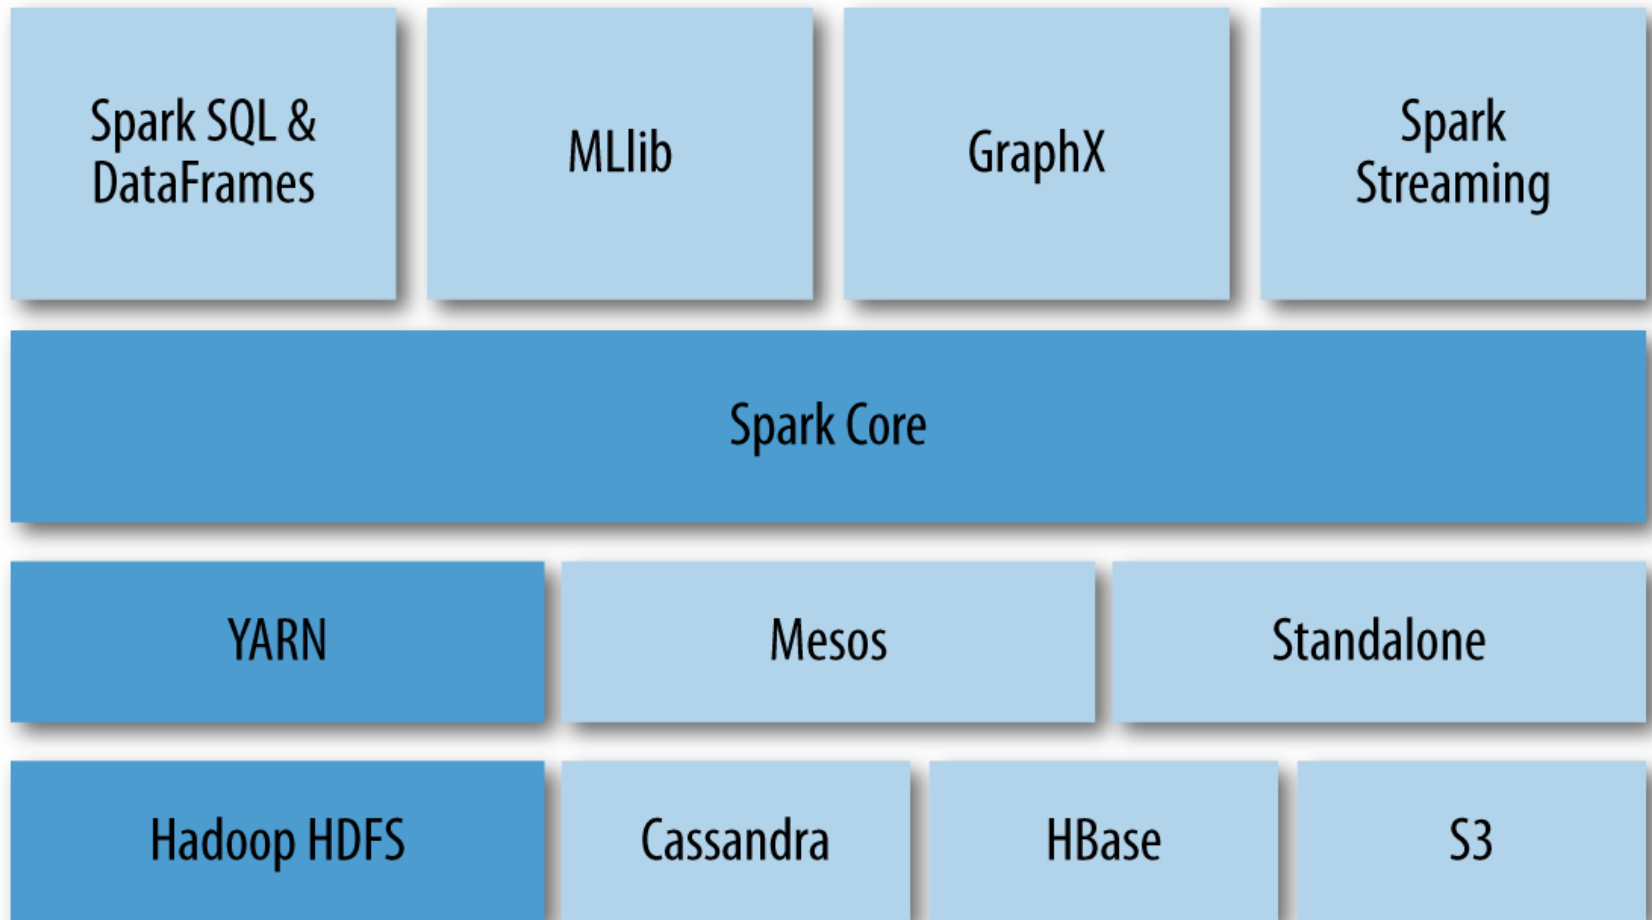 Spark SQL &
DataFrames
MLlib
GraphX
Spark
Streaming
Spark Core
YARN
Mesos
Standalone
Hadoop HDFS
Cassandra
HBase
S3